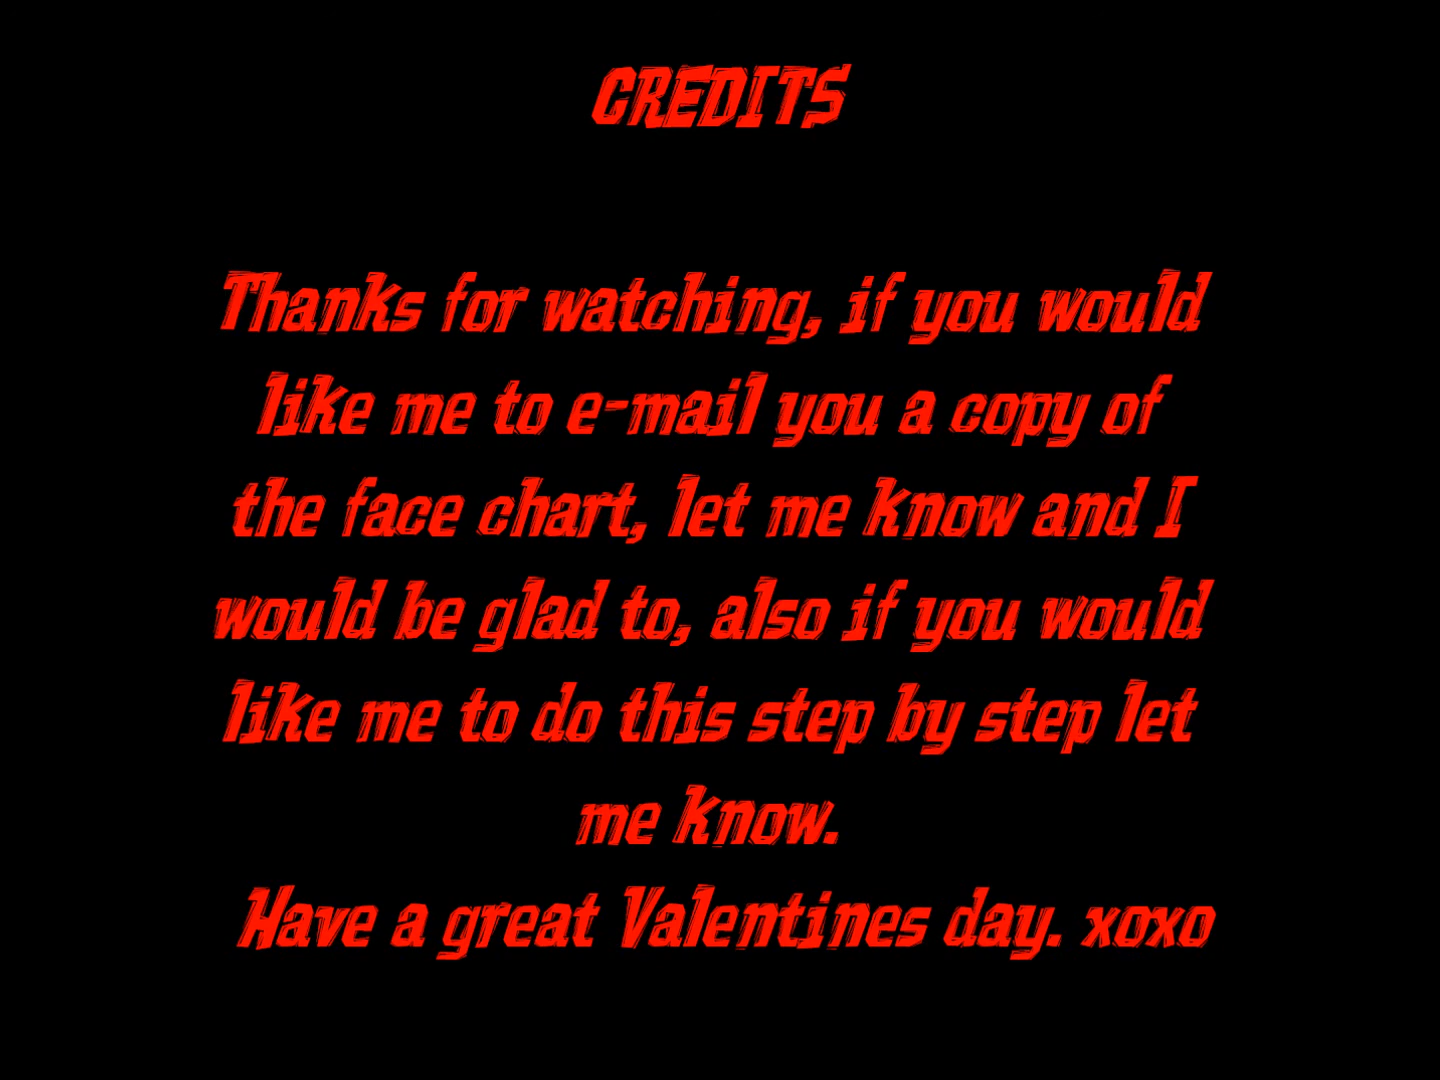 CREDITS
Thanks for watching, if you would
like me to e-mail you a copy of
the face chart, let me know and I
would be glad to, also if you would
like me to do this step by step let
me know.
Have a great Valentines day. xoxo